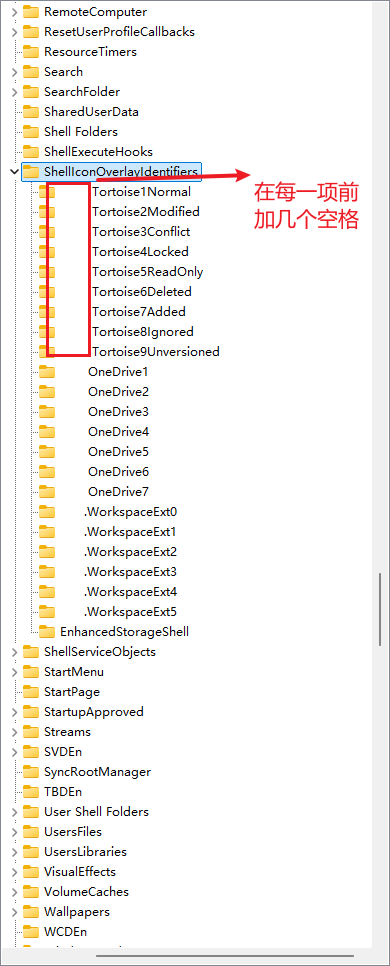 RemoteComputer
ResetUserProfileCallbacks
ResourceTimers
Search
SearchFolder
SharedUserData
Shell Folders
ShellExecuteHooks
ShellIconOverlayIdentifiers
在每一项前
加几个空格
Tortoise1Normal
Tortoise2Modified
Tortoise3Conflict
Tortoise4Locked
Tortoise5ReadOnly
Tortoise6Deleted
Tortoise7Added
Tortoise8Ignored
Tortoise9Unversioned
OneDrive1
OneDrive2
OneDrive3
OneDrive4
OneDrive5
OneDrive6
OneDrive7
.WorkspaceExt0
.WorkspaceExt1
.WorkspaceExt2
.WorkspaceExt3
.WorkspaceExt4
.WorkspaceExt5
EnhancedStorageShell
ShellServiceObjects
StartMenu
StartPage
StartupApproved
Streams
SVDEn
SyncRootManager
TBDEn
User Shell Folders
UsersFiles
UsersLibraries
VisualEffects
VolumeCaches
Wallpapers
WCDEn